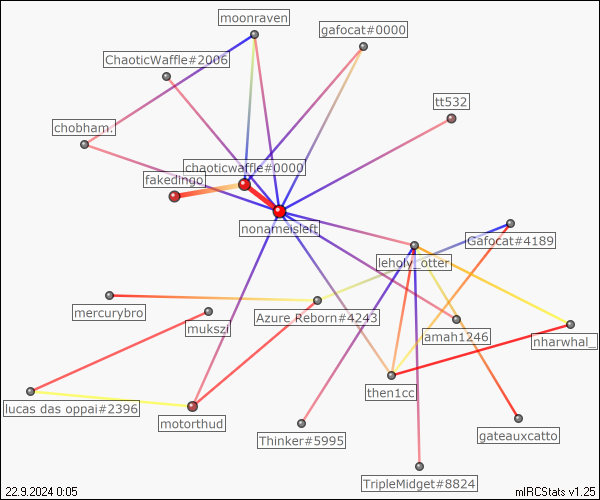 moonraven
gafocat#0000
ChaoticWaffle#2006
tt532
chobham.
chaoticwaffle#0000
fakedingo
nonameisleft
Gafocat#4189
leholy_otter
mercurybro
Azure Reborn#4243
mukszi
amah1246
nharwhal_
then1cc
lucas das oppai#2396
motorthud
Thinker#5995
gateauxcatto
TripleMidget#8824
22.9.2024 0:05
mIRCStats v1.25